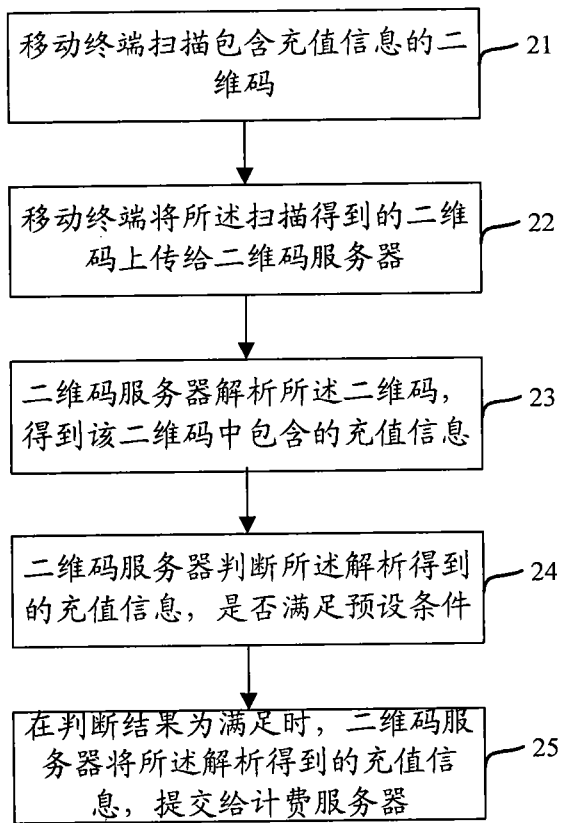 移动终端扫描包含充值信息的二
维码
21
移动终端将所述扫描得到的二维
码上传给二维码服务器
22
二维码服务器解析所述二维码，
得到该二维码中包含的充值信息
23
二维码服务器判断所述解析得到
的充值信息，是否满足预设条件
24
在判断结果为满足时，二维码服
务器将所述解析得到的充值信
息，提交给计费服务器
25